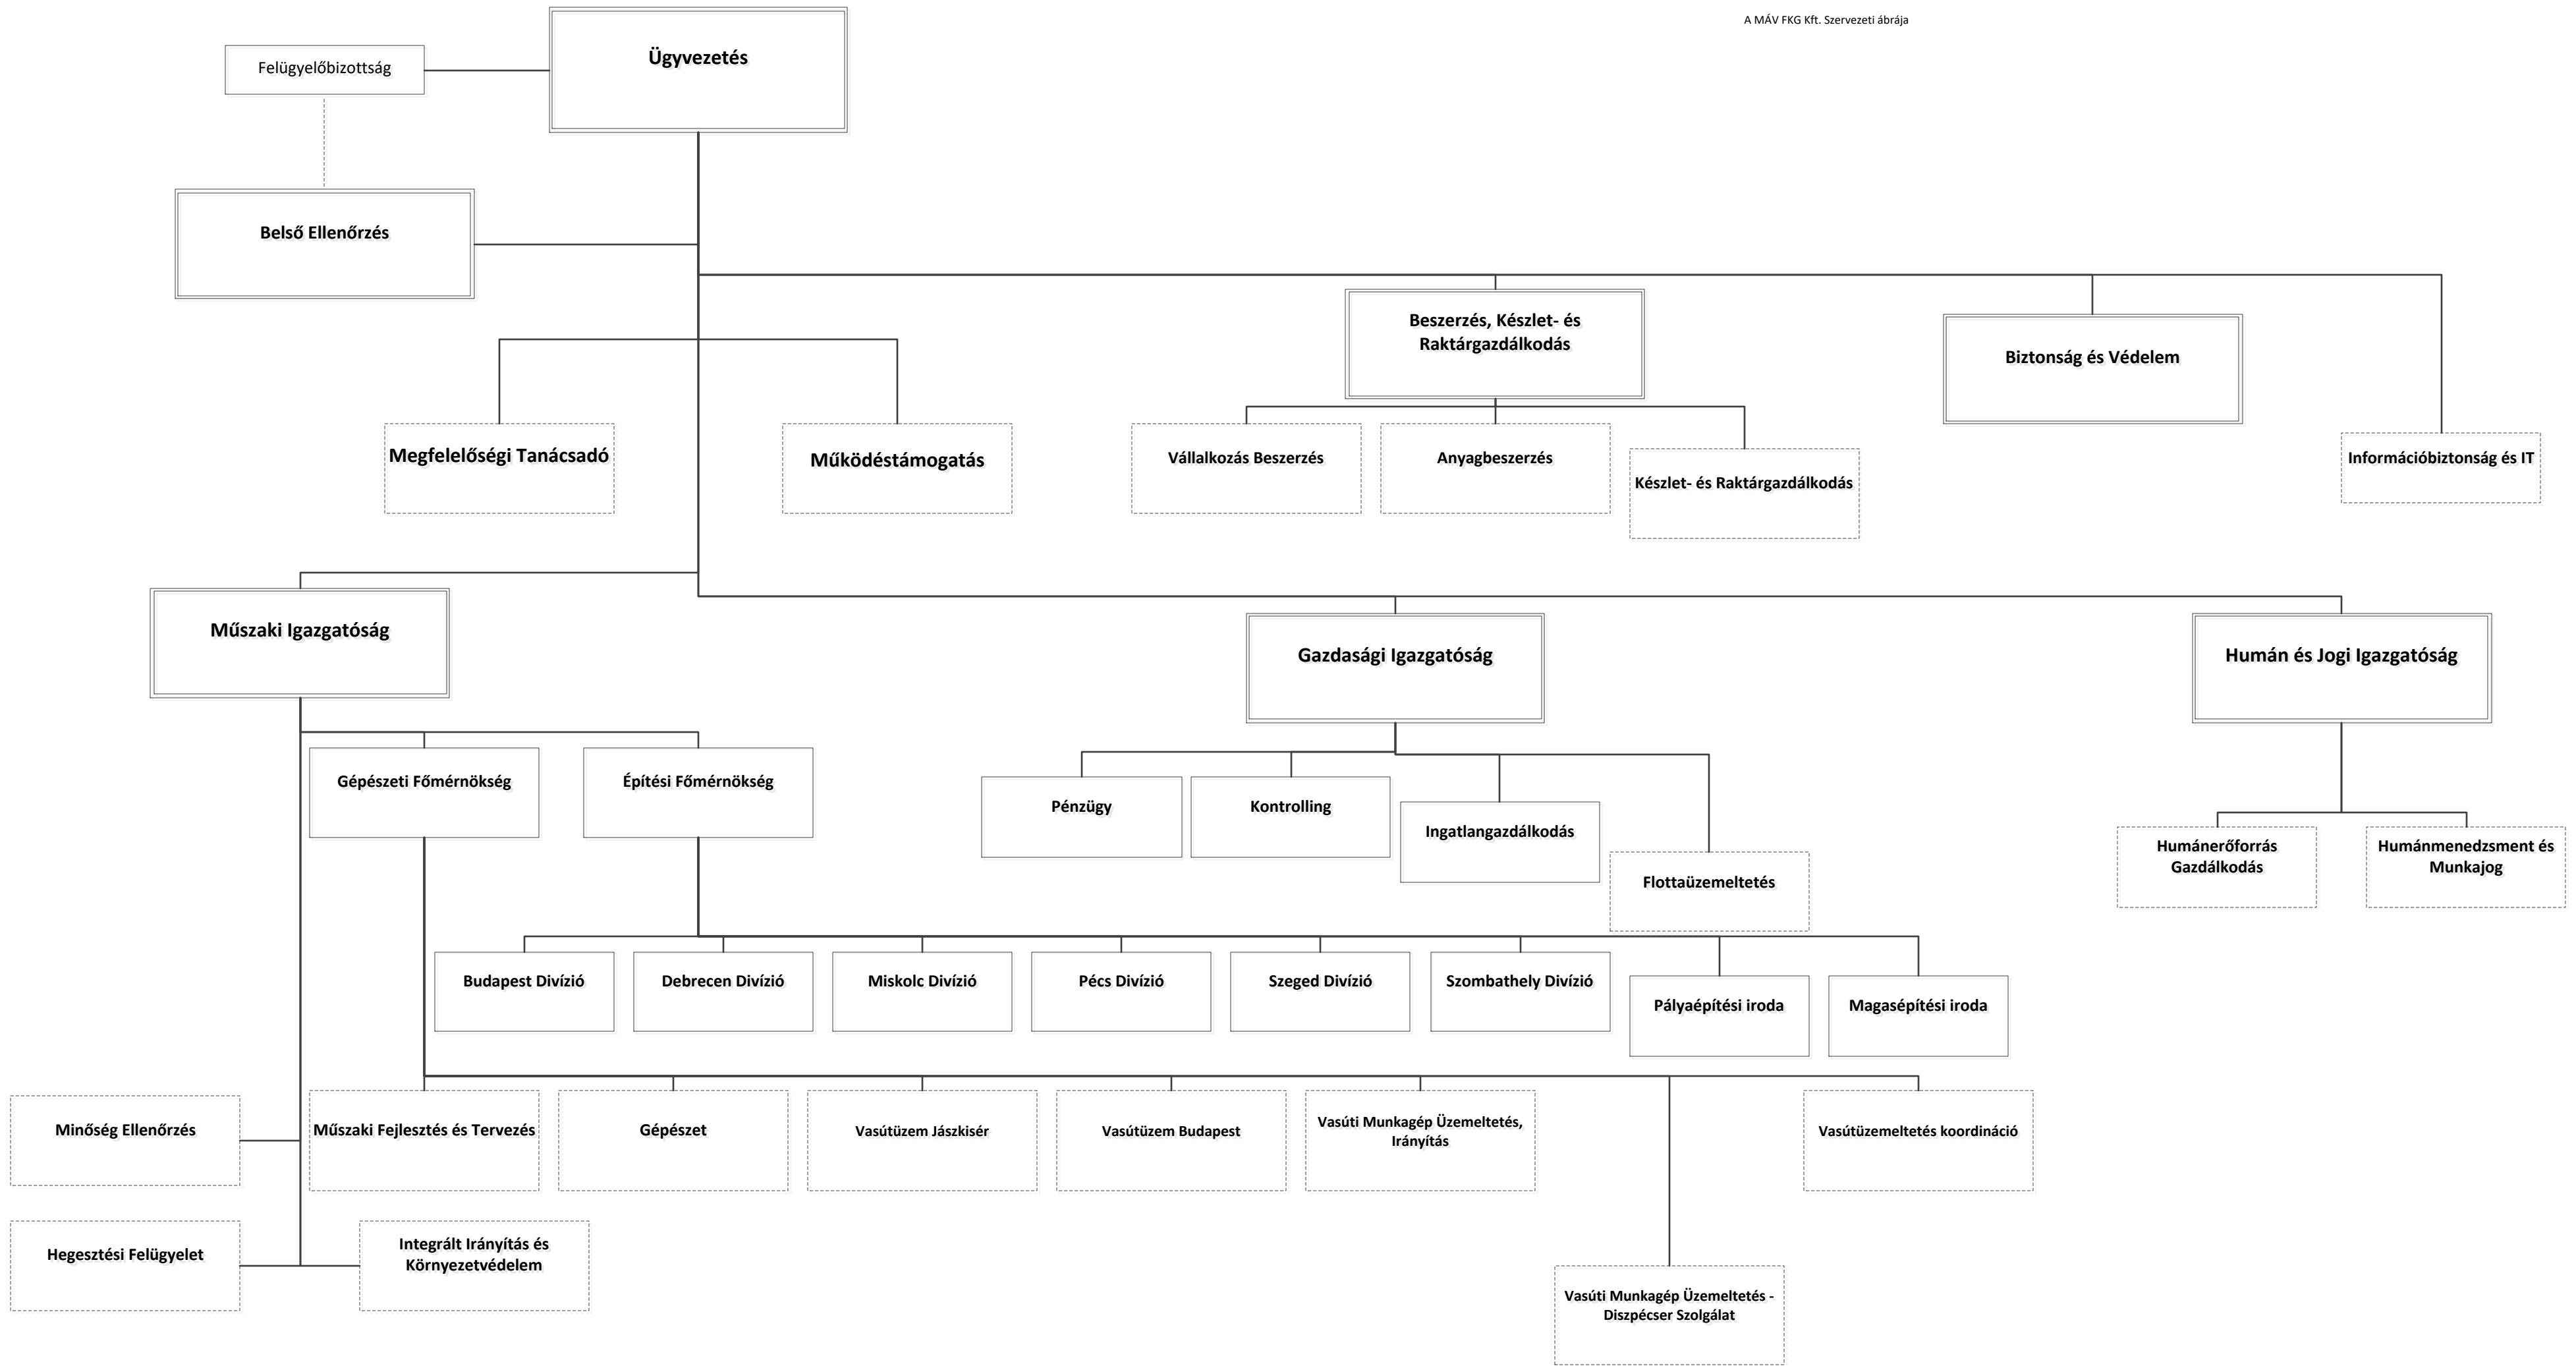 A MÁV FKG Kft. Szervezeti ábrája
Ügyvezetés
Felügyelőbizottság
Belső Ellenőrzés
Beszerzés, Készlet- és
Raktárgazdálkodás
Biztonság és Védelem
Megfelelőségi Tanácsadó
Működéstámogatás
Vállalkozás Beszerzés
Anyagbeszerzés
Készlet- és Raktárgazdálkodás
Információbiztonság és IT
Műszaki Igazgatóság
Gazdasági Igazgatóság
Humán és Jogi Igazgatóság
Gépészeti Főmérnökség
Építési Főmérnökség
Pénzügy
Kontrolling
Ingatlangazdálkodás
Flottaüzemeltetés
Humánerőforrás
Gazdálkodás
Humánmenedzsment és
Munkajog
Budapest Divízió
Debrecen Divízió
Miskolc Divízió
Pécs Divízió
Szeged Divízió
Szombathely Divízió
Pályaépítési iroda
Magasépítési iroda
Minőség Ellenőrzés
Műszaki Fejlesztés és Tervezés
Gépészet
Vasútüzem Jászkisér
Vasútüzem Budapest
Vasúti Munkagép Üzemeltetés,
Irányítás
Vasútüzemeltetés koordináció
Hegesztési Felügyelet
Integrált Irányítás és
Környezetvédelem
Vasúti Munkagép Üzemeltetés -
Diszpécser Szolgálat